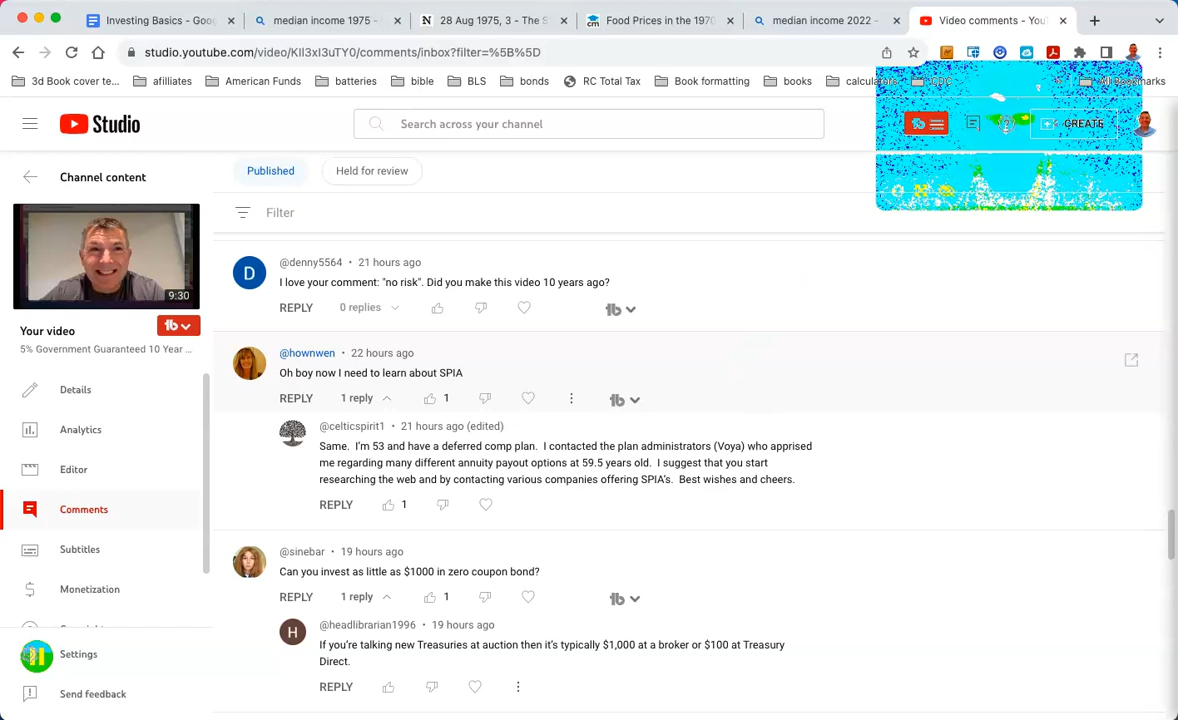 Investing Basics - Goog
median income 1975 -
28 Aug 1975, 3 - The S
Food Prices in the 1970
median income 2022 -
Video comments - You
studio.youtube.com/video/KIl3xI3uTY0/comments/inbox?filter=%5B%5D
3d Book cover te...
afiliates
American Funds
batteries
bible
BLS
bonds
RC Total Tax
Book formatting
books
calculators
CDC
All Bookmarks
Studio
Search across your channel
CREATE
Channel content
Published
Held for review
Filter
9:30
Your video
5% Government Guaranteed 10 Year ...
Details
Analytics
Editor
Comments
Subtitles
Monetization
Settings
Send feedback
@denny5564 • 21 hours ago
I love your comment: "no risk". Did you make this video 10 years ago?
REPLY 0 replies
@hownwen • 22 hours ago
Oh boy now I need to learn about SPIA
REPLY 1 reply 1
@celticspirit1 • 21 hours ago (edited)
Same. I'm 53 and have a deferred comp plan. I contacted the plan administrators (Voya) who apprised
me regarding many different annuity payout options at 59.5 years old. I suggest that you start
researching the web and by contacting various companies offering SPIA's. Best wishes and cheers.
REPLY 1
@sinebar • 19 hours ago
Can you invest as little as $1000 in zero coupon bond?
REPLY 1 reply 1
@headlibrarian1996 • 19 hours ago
If you're talking new Treasuries at auction then it's typically $1,000 at a broker or $100 at Treasury
Direct.
REPLY